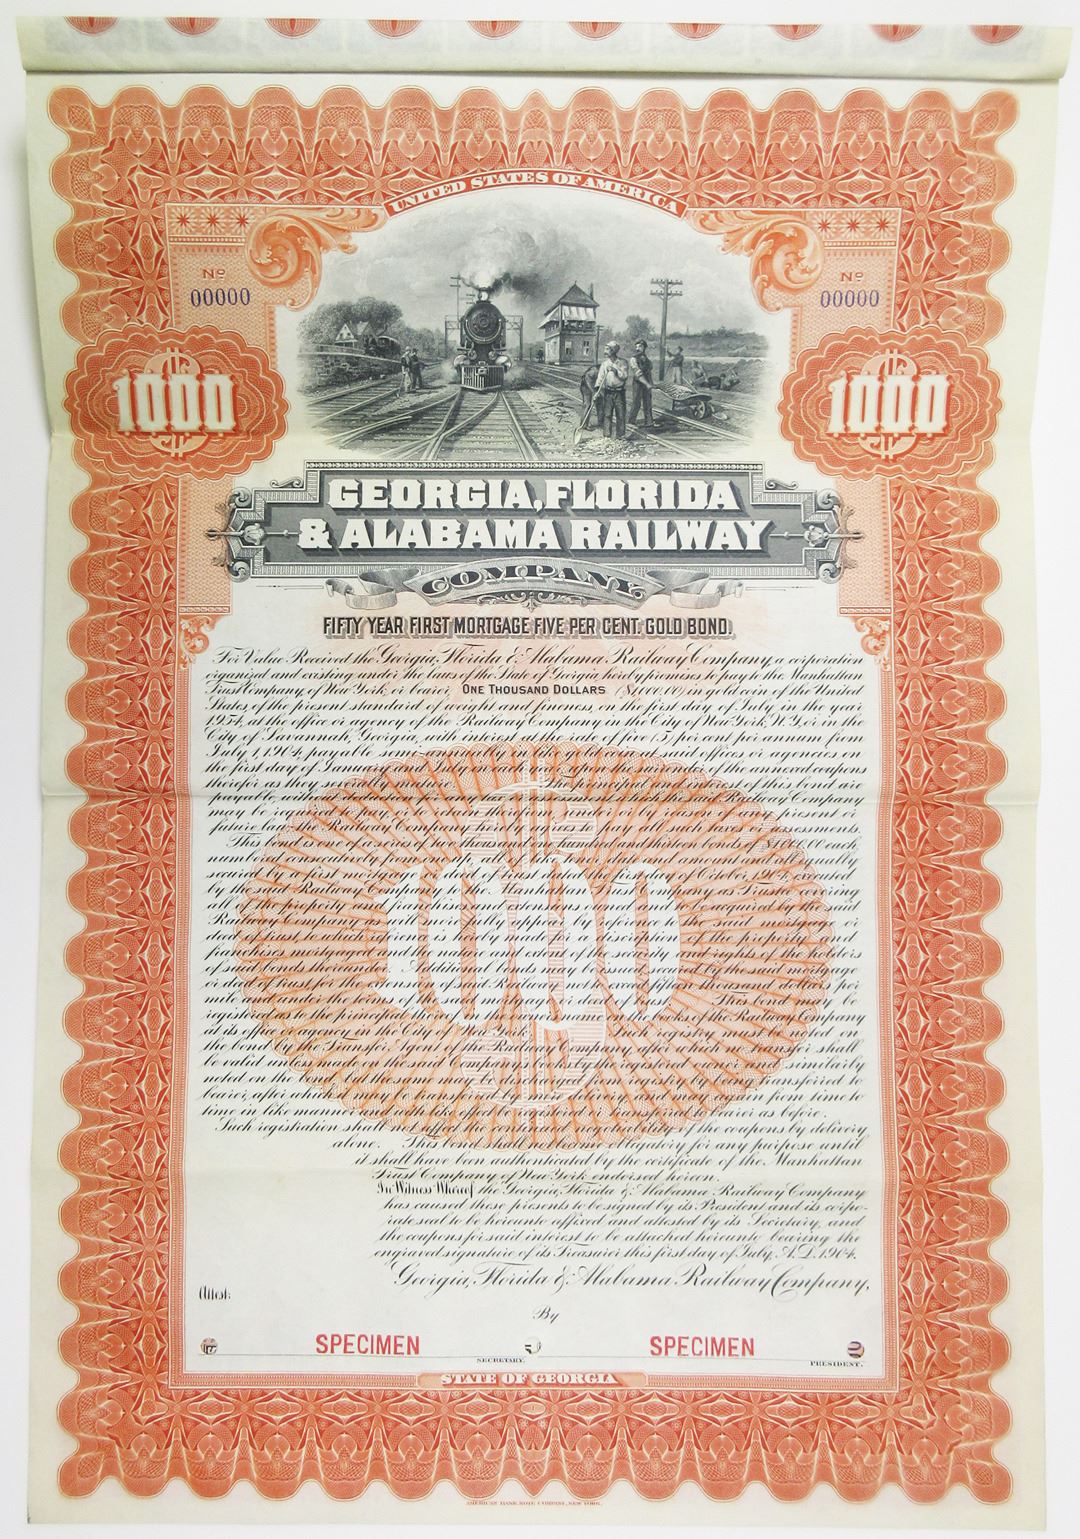 UNITED STATES OF AMERICA
No 00000
No 00000
1000
1000
GEORGIA, FLORIDA
& ALABAMA RAILWAY
COMPANY
FIFTY YEAR FIRST MORTGAGE FIVE PER CENT. GOLD BOND.
For Value Received the Georgia, Florida & Alabama Railway Company, a corporation
organized and existing under the laws of the State of Georgia, hereby promises to pay to the Manhattan
Trust Company, of New York, or bearer, ONE THOUSAND DOLLARS ($1000.00) in gold coin of the United
States, of the present standard of weight and fineness, on the first day of July in the year
1954, at the office or agency of the Railway Company in the City of New York, N.Y. or in the
City of Savannah, Georgia, with interest at the rate of five (5) per cent per annum from
July 1, 1904, payable semi-annually in like gold coin at said offices or agencies on
the first day of January and July in each year upon the surrender of the annexed coupons
therefor as they severally mature. The principal and interest of this bond are
payable without deduction for any tax or assessment which the said Railway Company
may be required to pay, or to retain therefrom under or by reason of any present or
future law, the Railway Company hereby agrees to pay all such taxes or assessments.
This bond is one of a series of two thousand hundred and thirteen bonds of $1000.00 each,
numbered consecutively from one up, all of like date and amount and all equally
secured by a first mortgage or deed of trust dated the first day of October, 1904, executed
by the said Railway Company to the Manhattan Trust Company as Trustee covering
all of the property and franchises and extensions owned and to be acquired by the said
Railway Company as will more fully appear by reference to the said mortgage or
deed of trust, to which reference is hereby made for a description of the property and
franchises mortgaged and the nature and extent of the security and rights of the holders
of said bonds thereunder. Additional bonds may be issued, secured by the said mortgage
or deed of trust for the extension of said Railway, not to exceed fifteen thousand dollars per
mile and under the terms of the said mortgage or deed of trust. This bond may be
registered as to the principal in the owner's name on the books of the Railway Company
at its office or agency in the City of New York. Such registry must be noted on
the bond by the Transfer Agent of the Railway Company, after which no transfer shall
be valid unless made on the said Company's books by the registered owner and similarly
noted on the bond, but the same may be discharged from registry by being transferred to
bearer, after which it may be transferred by mere delivery, and may again from time to
time in like manner and with like effect be registered or transferred to bearer as before.
Such registration shall not affect the continued negotiability of the coupons by delivery
alone. This bond shall not become obligatory for any purpose until
it shall have been authenticated by the certificate of the Manhattan
Trust Company of New York endorsed hereon.
In Witness Whereof the Georgia, Florida & Alabama Railway Company
has caused these presents to be signed by its President and its corpo-
rate seal to be hereunto affixed and attested by its Secretary, and
the coupons for said interest to be attached hereunto bearing the
engraved signature of its Treasurer this first day of July, A.D. 1904.
Georgia, Florida & Alabama Railway Company,
Attest:
By
SPECIMEN
SPECIMEN
SECRETARY.
PRESIDENT.
STATE OF GEORGIA
AMERICAN BANK NOTE COMPANY, NEW YORK.